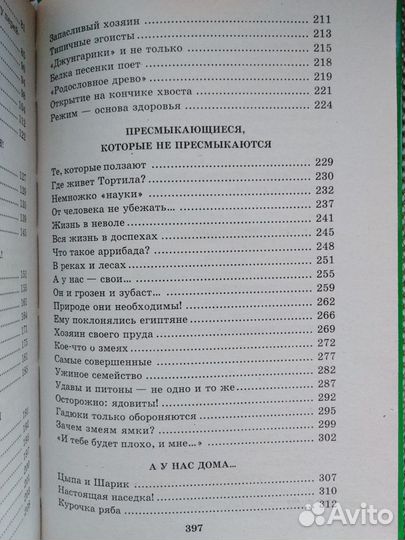 Запасливый хозяин 211
Типичные эгоисты 213
«Джунгарики» и не только 215
Белка песенки поет 218
«Родословное древо» 219
Открытие на кончике хвоста 221
Режим — основа здоровья 224
ПРЕСМЫКАЮЩИЕСЯ,
КОТОРЫЕ НЕ ПРЕСМЫКАЮТСЯ
Те, которые ползают 229
Где живет Тортила? 230
Немножко «науки» 232
От человека не убежать... 237
Жизнь в неволе 241
Вся жизнь в доспехах 245
Что такое аррибада? 248
В реках и лесах 251
А у нас — свои... 255
Он и грозен и зубаст... 259
Природе они необходимы! 262
Ему поклонялись египтяне 266
Хозяин своего пруда 269
Кое-что о змеях 272
Самые совершенные 277
Ужиное семейство 282
Удавы и питоны — не одно и то же 287
Осторожно: ядовиты! 292
Гадюки только обороняются 295
Зачем змеям ямки? 299
«И тебе будет плохо, и мне...» 302
А У НАС ДОМА...
Цыпа и Шарик 307
Настоящая наседка! 310
Курочка ряба 312
397
Avito